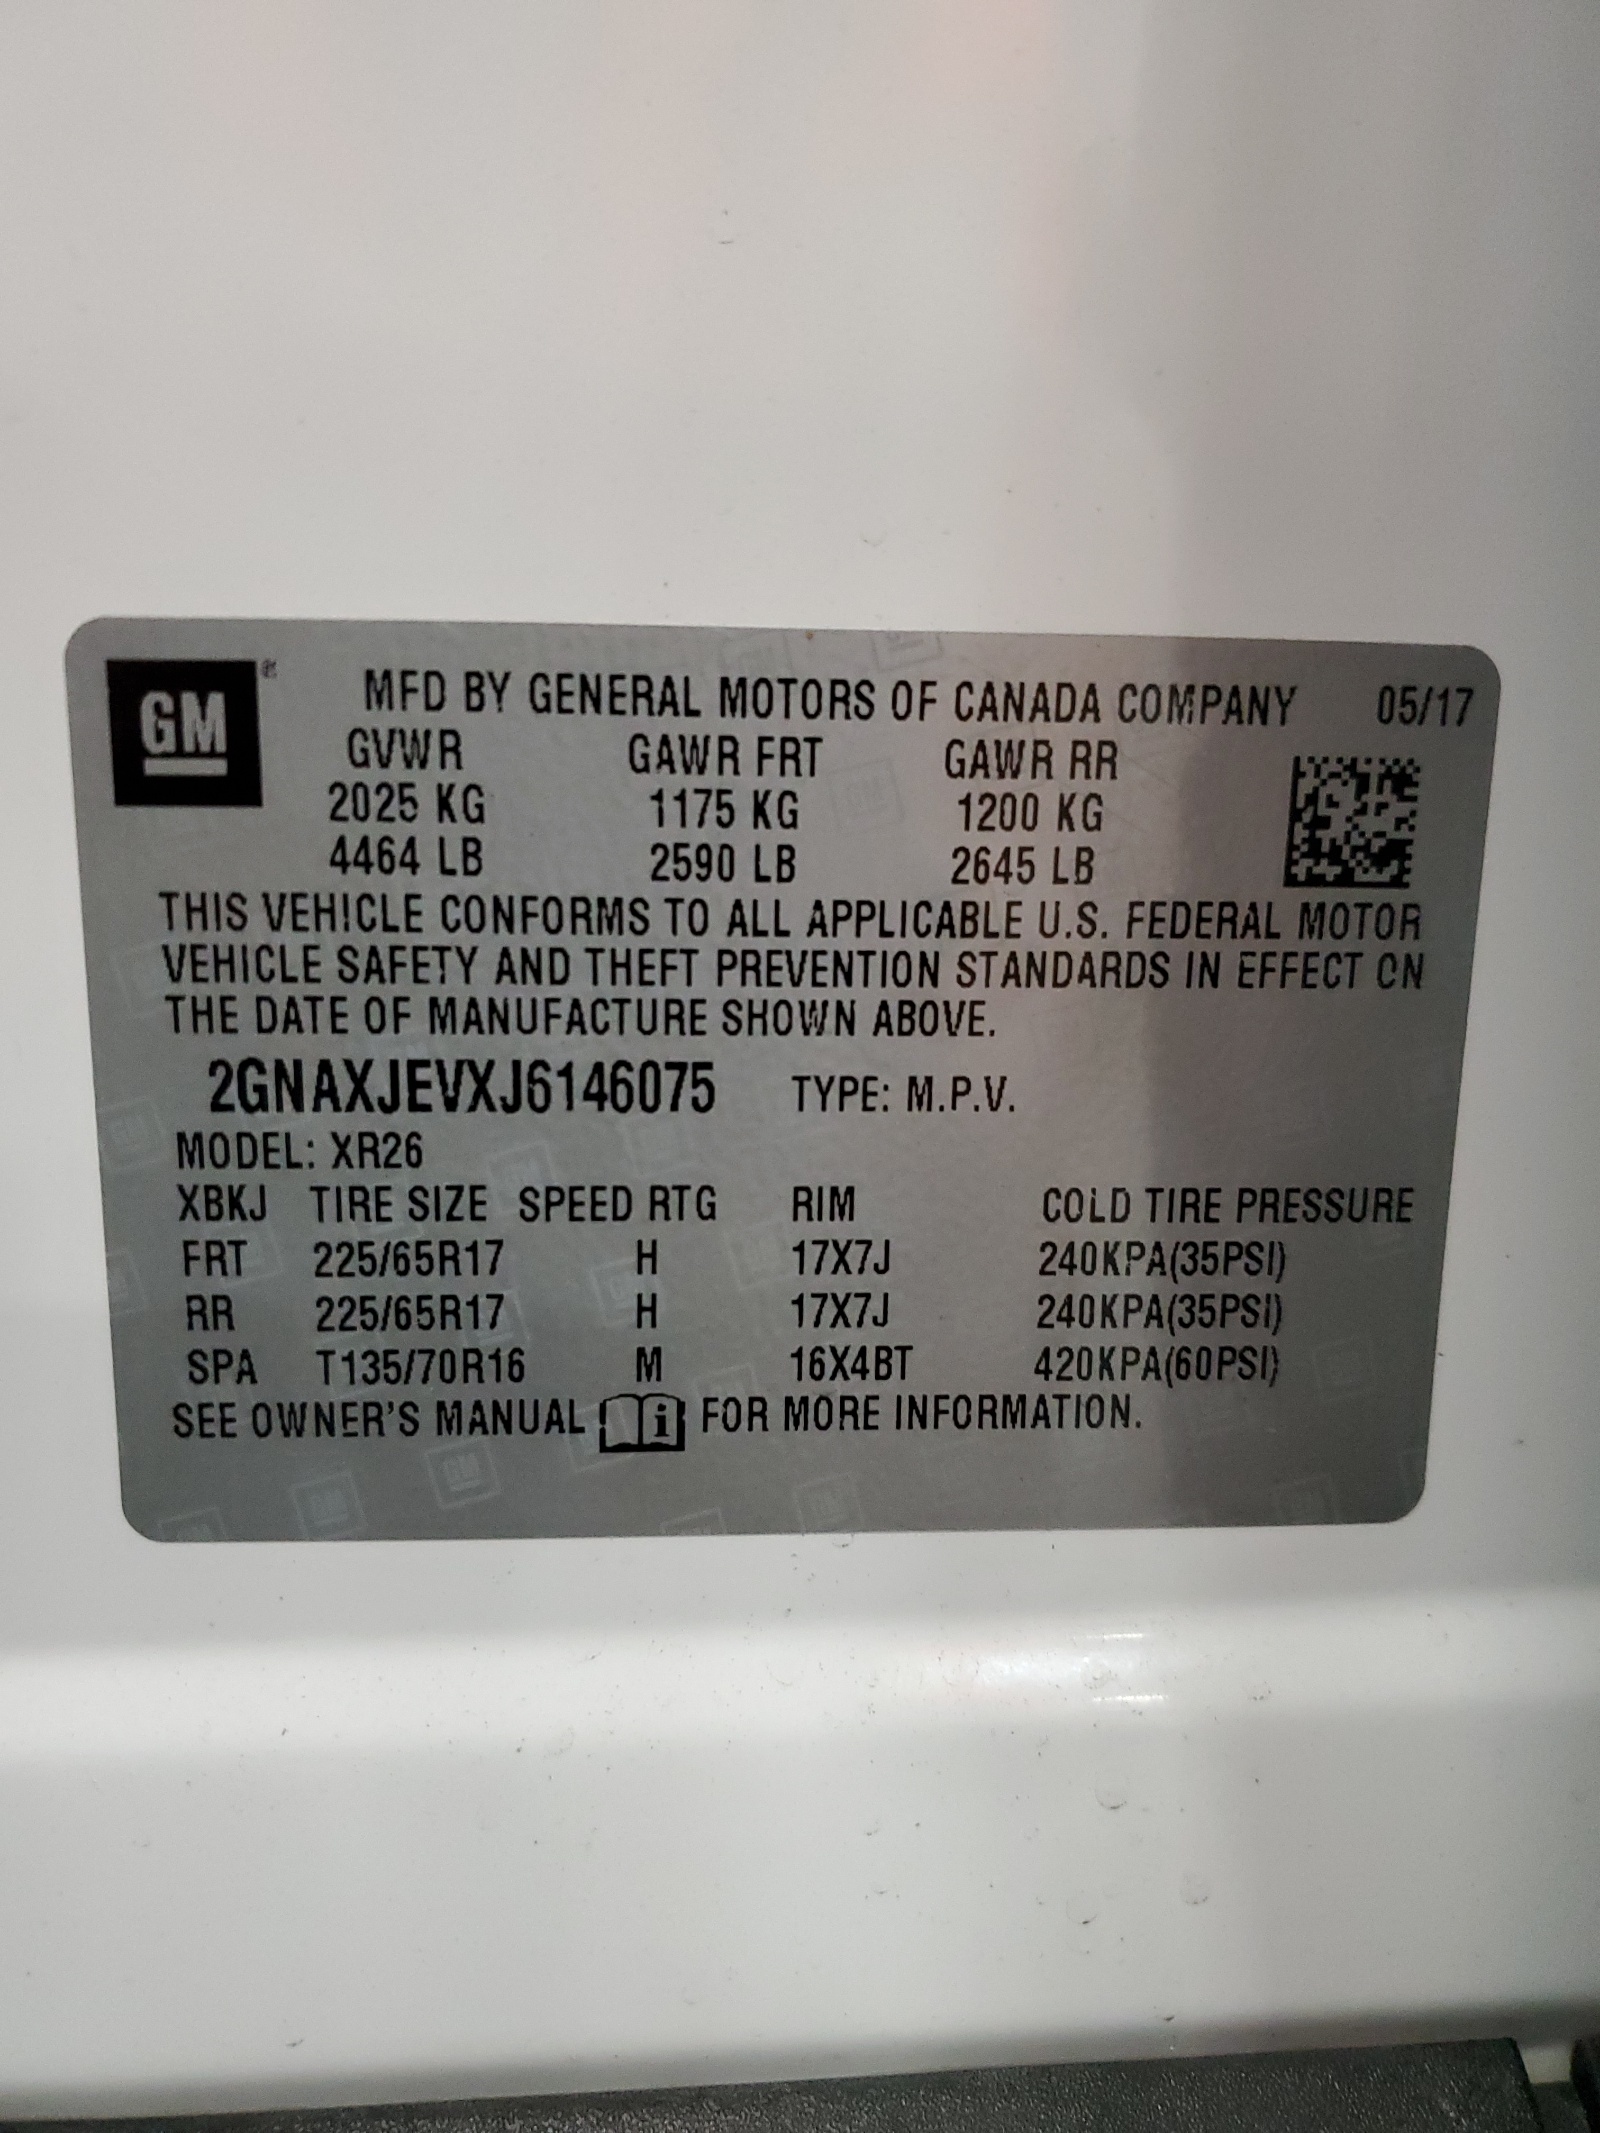 GM
MFD BY GENERAL MOTORS OF CANADA COMPANY 05/17
GVWR GAWR FRT GAWR RR
2025 KG 1175 KG 1200 KG
4464 LB 2590 LB 2645 LB
THIS VEHICLE CONFORMS TO ALL APPLICABLE U.S. FEDERAL MOTOR
VEHICLE SAFETY AND THEFT PREVENTION STANDARDS IN EFFECT ON
THE DATE OF MANUFACTURE SHOWN ABOVE.
2GNAXJEVXJ6146075 TYPE: M.P.V.
MODEL: XR26
XBKJ TIRE SIZE SPEED RTG RIM COLD TIRE PRESSURE
FRT 225/65R17 H 17X7J 240KPA(35PSI)
RR 225/65R17 H 17X7J 240KPA(35PSI)
SPA T135/70R16 M 16X4BT 420KPA(60PSI)
SEE OWNER'S MANUAL i FOR MORE INFORMATION.